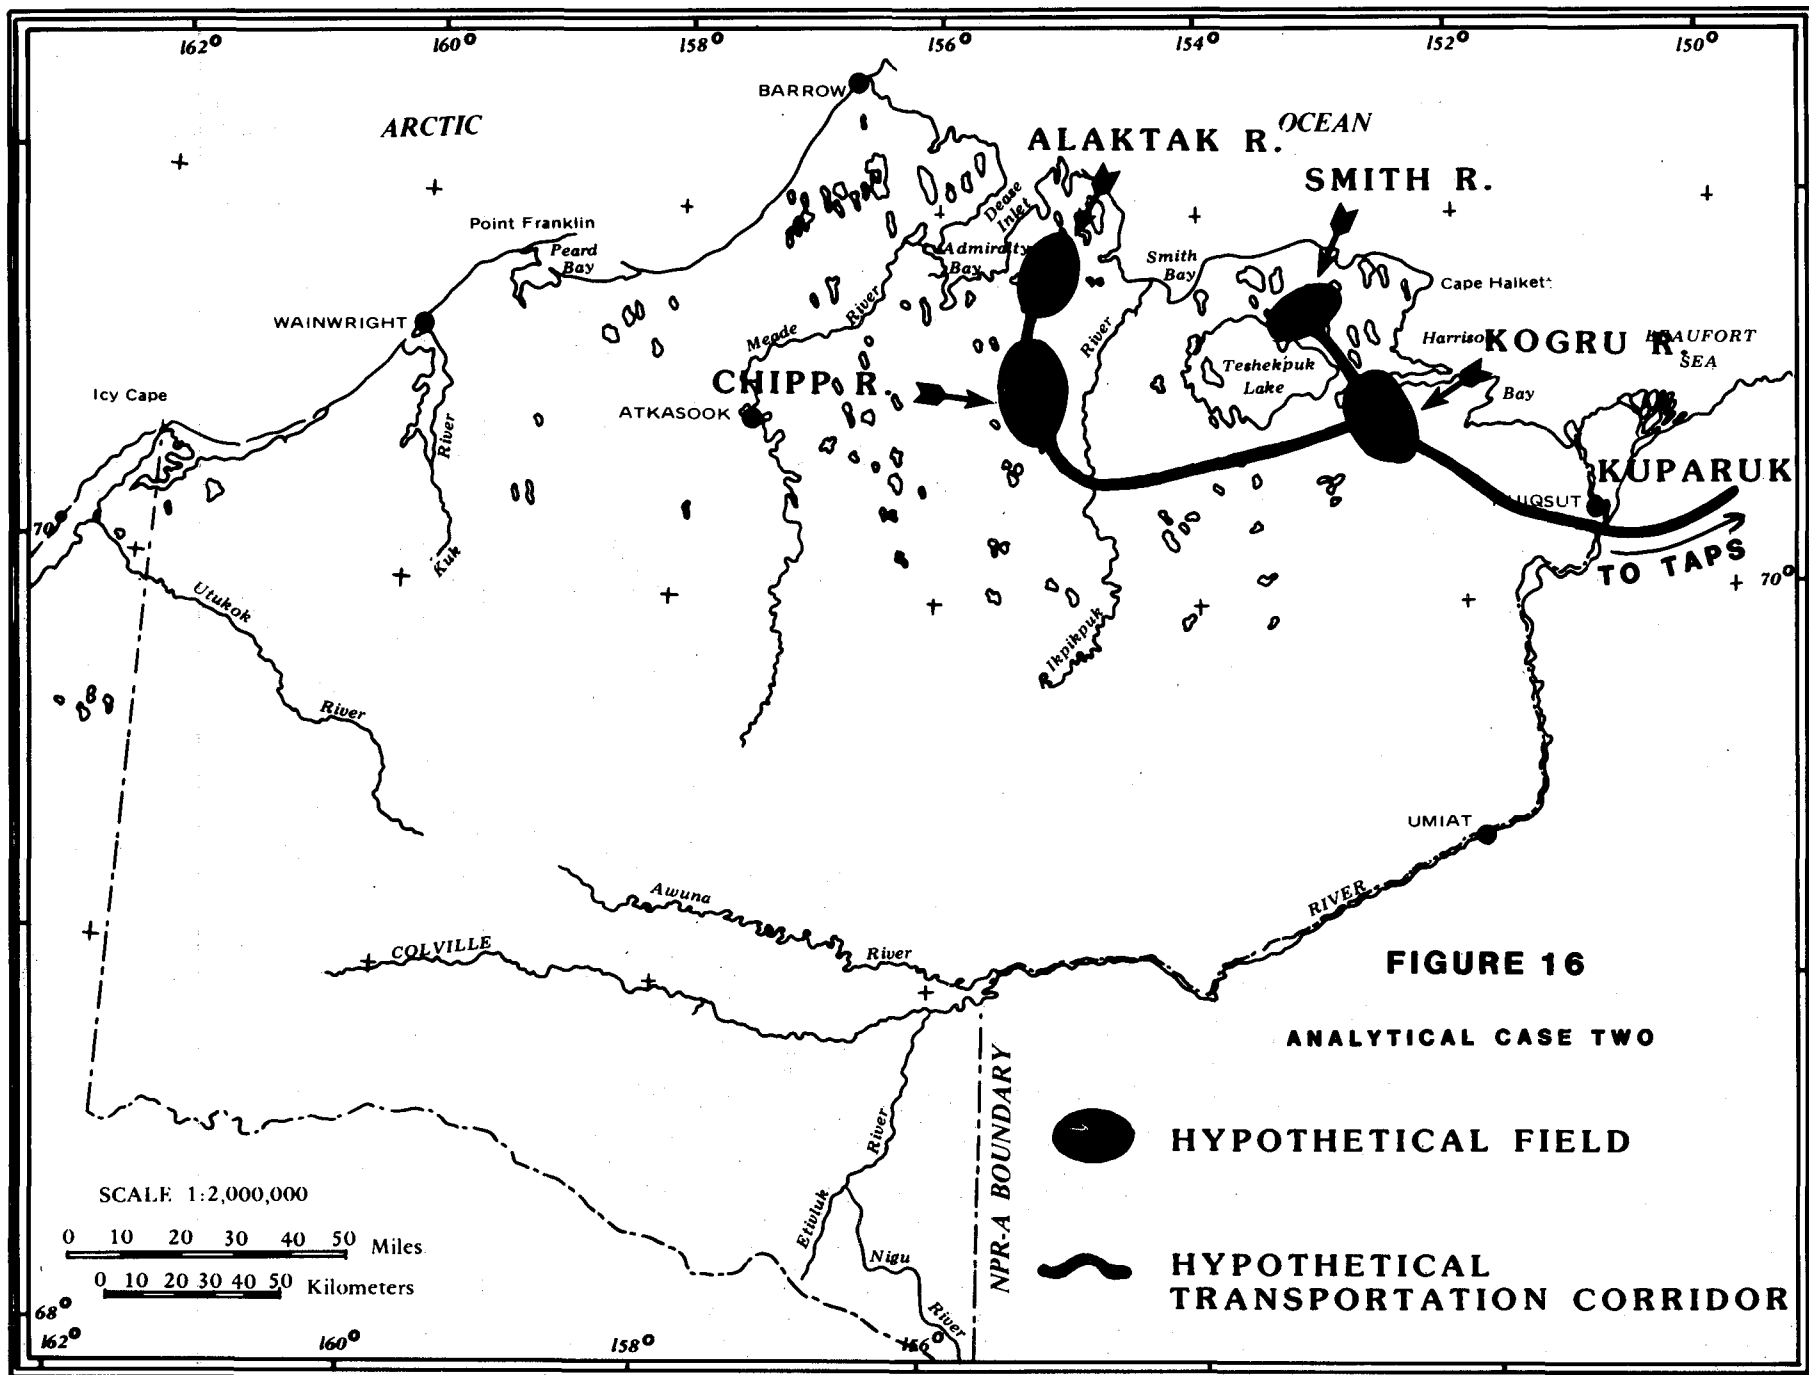 162° 160° 158° 156° 154° 152° 150°
BARROW
ARCTIC
OCEAN
ALAKTAK R.
SMITH R.
Point Franklin
Peard
Bay
Dease
Inlet
Admiralty
Bay
Smith
Bay
Cape Halkett
WAINWRIGHT
Meade
River
River
Harriso
KOGRU R.
BEAUFORT
SEA
Teshekpuk
Lake
CHIPP R.
Icy Cape
ATKASOOK
Bay
River
KUPARUK
UIQSUT
70
TO TAPS
70°
Kuk
Utukok
Ikpikpuk
River
UMIAT
Awuna
RIVER
COLVILLE
River
FIGURE 16
ANALYTICAL CASE TWO
NPR-A BOUNDARY
River
HYPOTHETICAL FIELD
SCALE 1:2,000,000
Etivluk
0 10 20 30 40 50 Miles
Nigu
HYPOTHETICAL
TRANSPORTATION CORRIDOR
0 10 20 30 40 50 Kilometers
River
68°
162° 160° 158° 156°